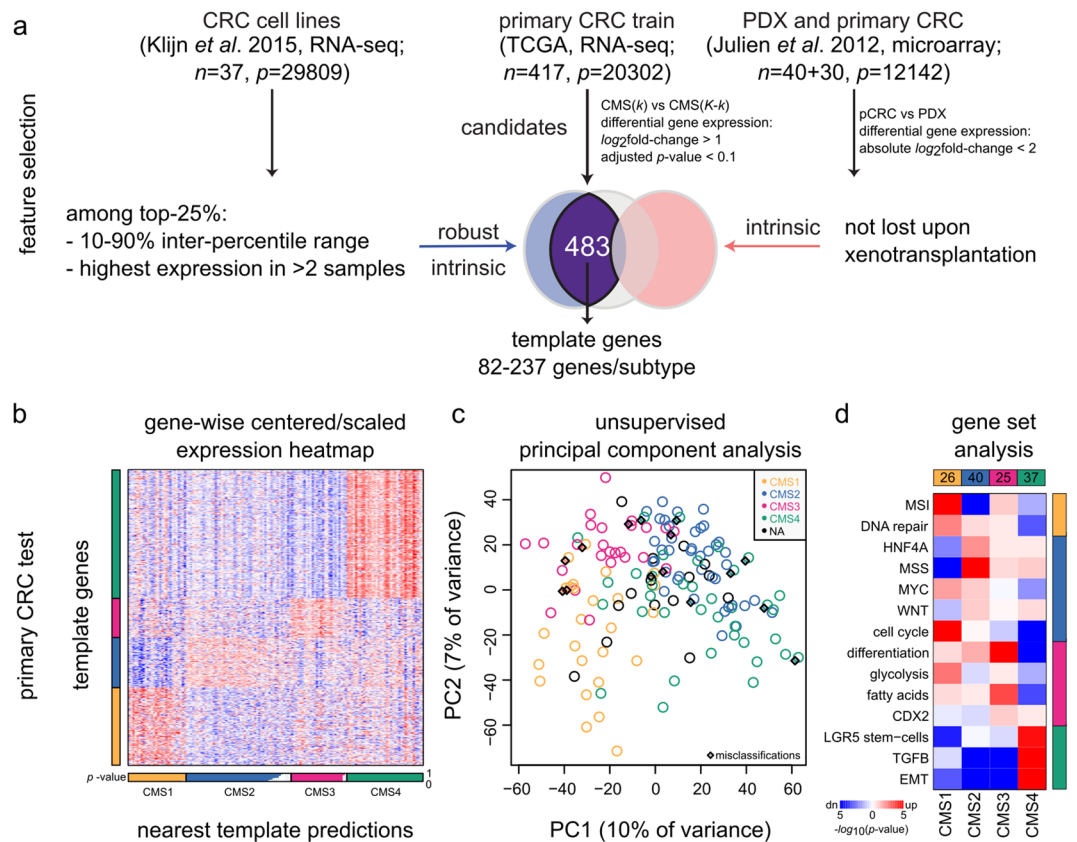 a
CRC cell lines
(Klijn et al. 2015, RNA-seq;
n=37, p=29809)
primary CRC train
(TCGA, RNA-seq;
n=417, p=20302)
PDX and primary CRC
(Julien et al. 2012, microarray;
n=40+30, p=12142)
feature selection
candidates
CMS(k) vs CMS(K-k)
differential gene expression:
log2fold-change > 1
adjusted p-value < 0.1
pCRC vs PDX
differential gene expression:
absolute log2fold-change < 2
among top-25%:
- 10-90% inter-percentile range
- highest expression in >2 samples
robust
intrinsic
483
intrinsic
not lost upon
xenotransplantation
template genes
82-237 genes/subtype
b
gene-wise centered/scaled
expression heatmap
primary CRC test
template genes
p -value
1
0
CMS1
CMS2
CMS3
CMS4
nearest template predictions
c
unsupervised
principal component analysis
PC2 (7% of variance)
40
20
0
−20
−40
−60
CMS1
CMS2
CMS3
CMS4
NA
misclassifications
−60
−40
−20
0
20
40
60
PC1 (10% of variance)
d
gene set
analysis
26 40 25 37
MSI
DNA repair
HNF4A
MSS
MYC
WNT
cell cycle
differentiation
glycolysis
fatty acids
CDX2
LGR5 stem−cells
TGFB
EMT
dn
up
5 0 5
-log10(p-value)
CMS1
CMS2
CMS3
CMS4